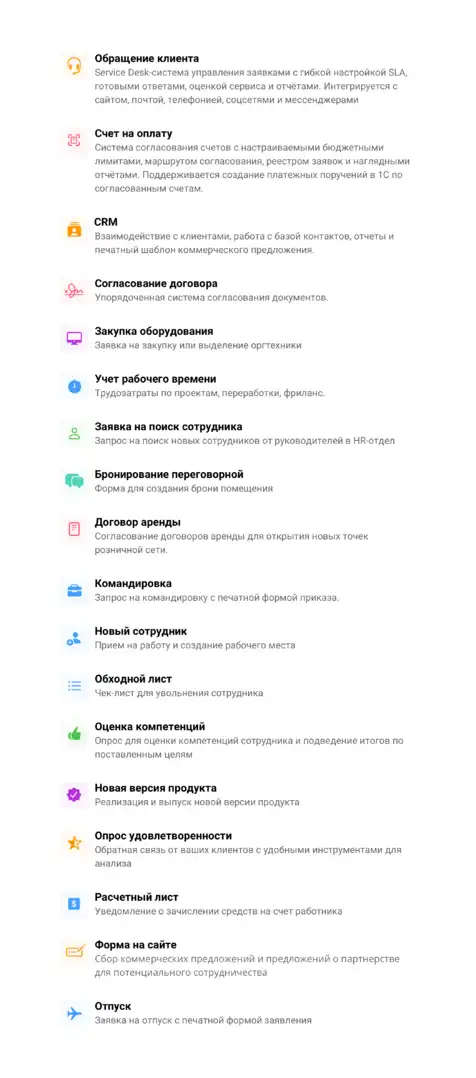 Обращение клиента
Service Desk-система управления заявками с гибкой настройкой SLA,
готовыми ответами, оценкой сервиса и отчётами. Интегрируется с
сайтом, почтой, телефонией, соцсетями и мессенджерами
Счет на оплату
Система согласования счетов с настраиваемыми бюджетными
лимитами, маршрутом согласования, реестром заявок и наглядными
отчётами. Поддерживается создание платежных поручений в 1С по
согласованным счетам.
CRM
Взаимодействие с клиентами, работа с базой контактов, отчеты и
печатный шаблон коммерческого предложения.
Согласование договора
Упорядоченная система согласования документов.
Закупка оборудования
Заявка на закупку или выделение оргтехники
Учет рабочего времени
Трудозатраты по проектам, переработки, фриланс.
Заявка на поиск сотрудника
Запрос на поиск новых сотрудников от руководителей в HR-отдел
Бронирование переговорной
Форма для создания брони помещения
Договор аренды
Согласование договоров аренды для открытия новых точек
розничной сети.
Командировка
Запрос на командировку с печатной формой приказа.
Новый сотрудник
Прием на работу и создание рабочего места
Обходной лист
Чек-лист для увольнения сотрудника
Оценка компетенций
Опрос для оценки компетенций сотрудника и подведение итогов по
поставленным целям
Новая версия продукта
Реализация и выпуск новой версии продукта
Опрос удовлетворенности
Обратная связь от ваших клиентов с удобными инструментами для
анализа
Расчетный лист
Уведомление о зачислении средств на счет работника
Форма на сайте
Сбор коммерческих предложений и предложений о партнерстве
для потенциального сотрудничества
Отпуск
Заявка на отпуск с печатной формой заявления